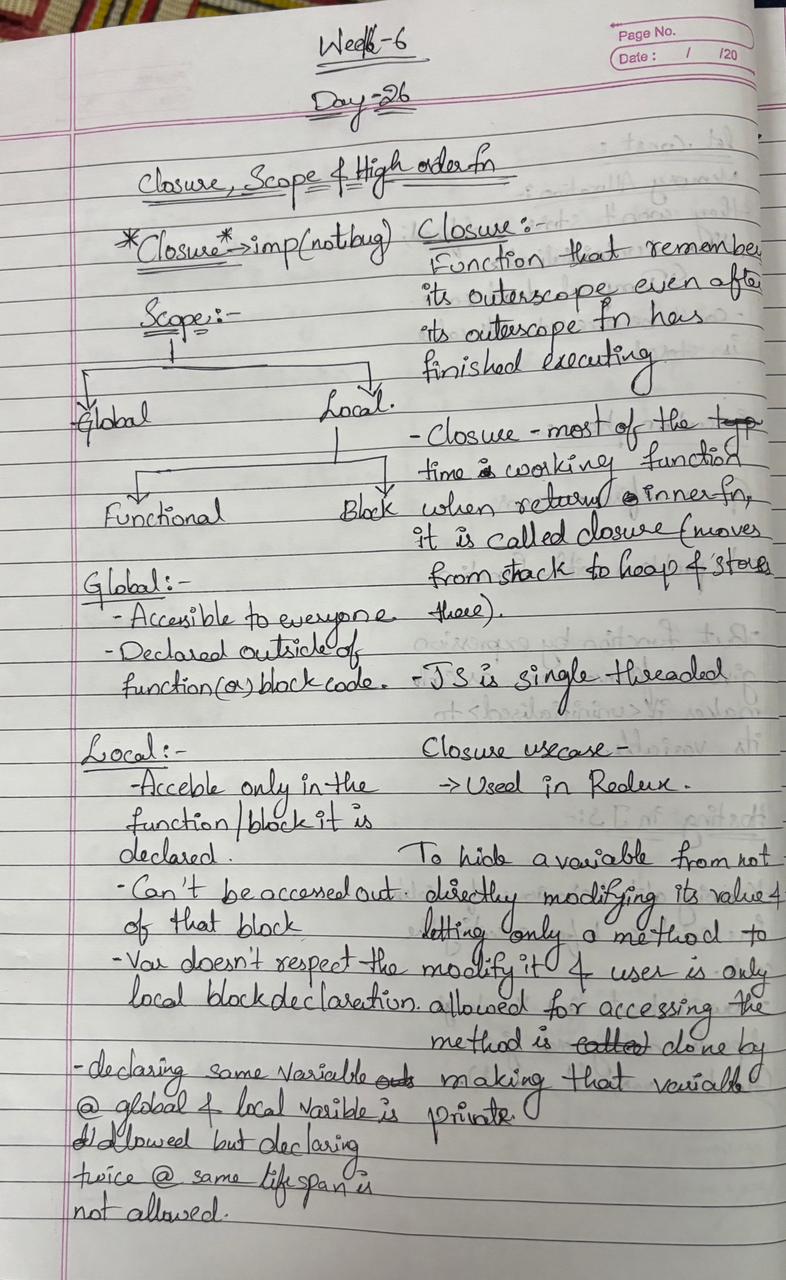 Page No.
Date : / /20
Week-6
Day-26
Closure, Scope & High order fn
*Closure* → imp (not bug)
Scope:-
Global
Local.
Functional
Block
Global:-
- Accessible to everyone
- Declared outside of
function (or) block code.
Local:-
- Acceble only in the
function/block it is
declared.
- Can't be accessed out
of that block
- Var doesn't respect the
local block declaration.
- declaring same variable
@ global & local varible is
allowed but declaring
twice @ same lifespan is
not allowed.
Closure:-
Function that remember
its outerscope even after
its outerscope fn has
finished executing
- Closure - most of the
time working function
when return innerfn,
it is called closure (moves
from stack to heap & stores
there).
- JS is single threaded
Closure usecase -
→ Used in Redux.
To hide a variable from not
directly modifying its value &
letting only a method to
modify it & user is only
allowed for accessing the
method is done by
making that variable
private.